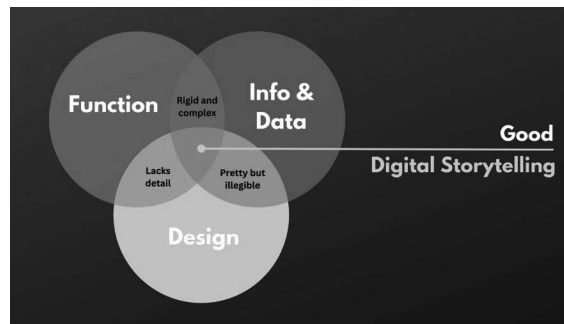 Function
Rigid and
complex
Info &
Data
Good
Digital Storytelling
Lacks
detail
Pretty but
illegible
Design